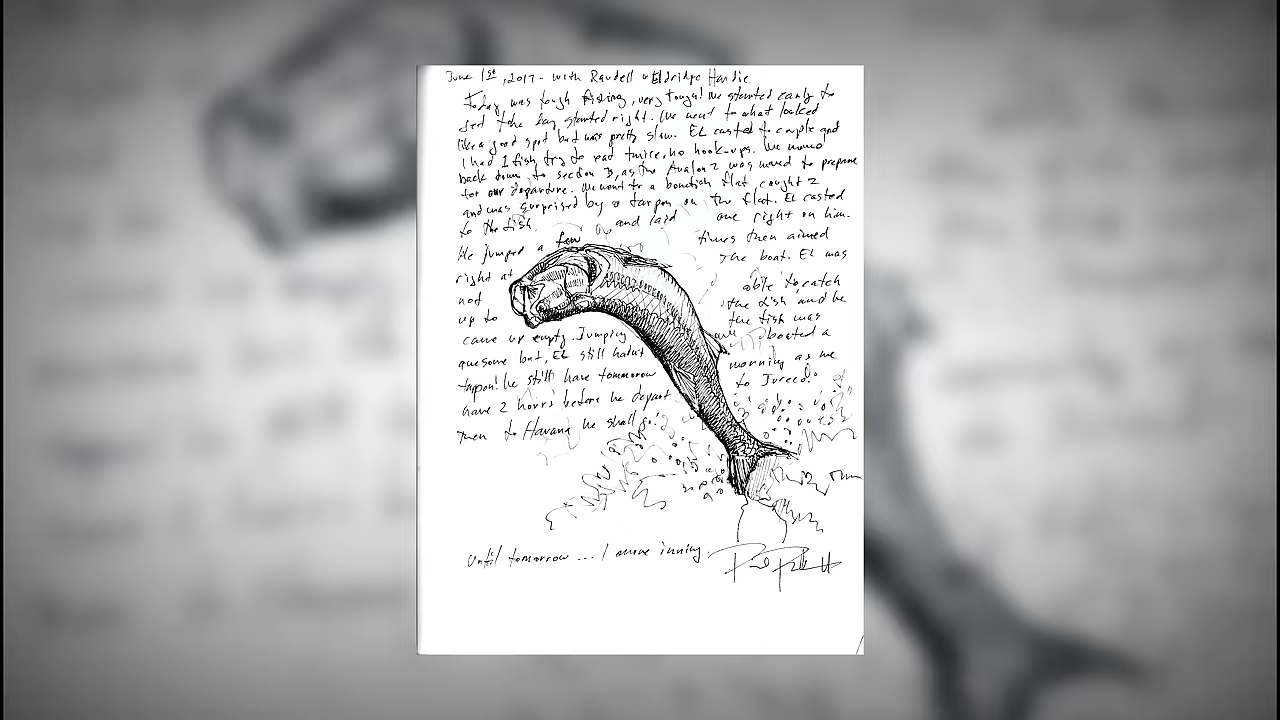 June 1st, 2017 - with Randell & Eldridge Hardie
Today was tough fishing, very tough! We started early to
get the day started right. We went to what looked
like a good spot but was pretty slow. EL casted to couple and
I had 1 fish try to eat twice, no hook-ups. We moved
back down to section B, as the Avalon 2 was moved to prepare
for our departure. We went to a bonefish flat, caught 2
and was surprised by a tarpon on the flat. EL casted
to the fish and laid one right on him.
He jumped a few times then aimed
right at the boat. EL was
not able to catch
up to the fish and he
came up empty. Jumping the fish was
awesome but, EL still hasn't boated a
tarpon! We still have tommorow morning as we
have 2 hours before we depart to Jucaro.
Then to Havana we shall go!
Until tomorrow ... 1 more inning.